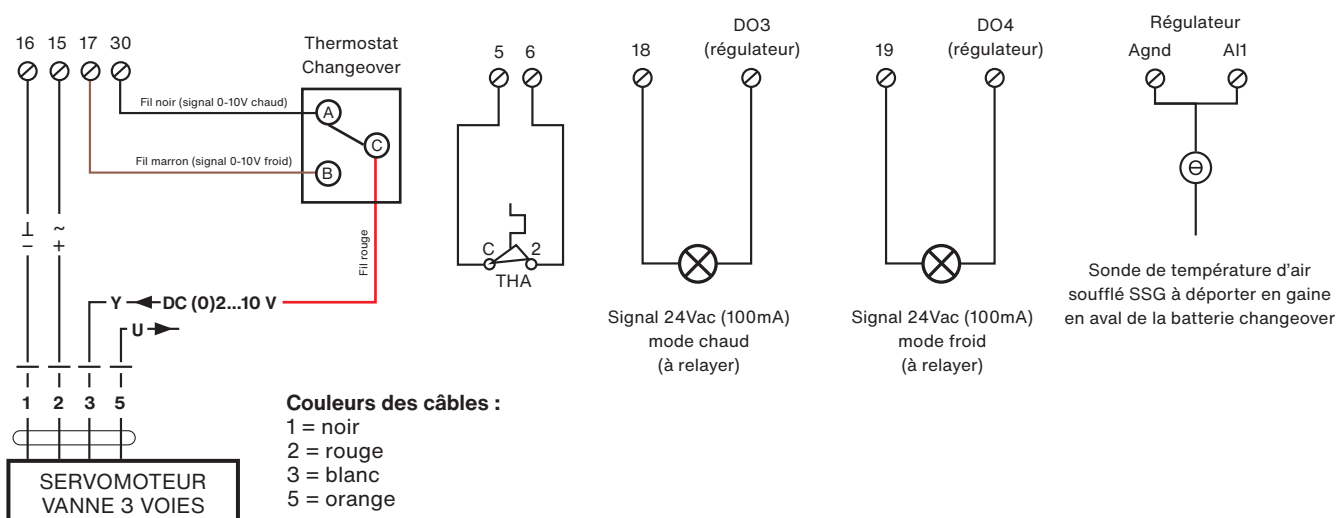 16 15 17 30
Thermostat
Changeover
Fil noir (signal 0-10V chaud)
A
C
Fil marron (signal 0-10V froid)
B
Fil rouge
⊥ ~
− +
Y DC (0)2...10 V
U
1 2 3 5
SERVOMOTEUR
VANNE 3 VOIES
Couleurs des câbles :
1 = noir
2 = rouge
3 = blanc
5 = orange
5 6
C 2
THA
18
DO3
(régulateur)
Signal 24Vac (100mA)
mode chaud
(à relayer)
19
DO4
(régulateur)
Signal 24Vac (100mA)
mode froid
(à relayer)
Régulateur
Agnd AI1
Θ
Sonde de température d’air
soufflé SSG à déporter en gaine
en aval de la batterie changeover